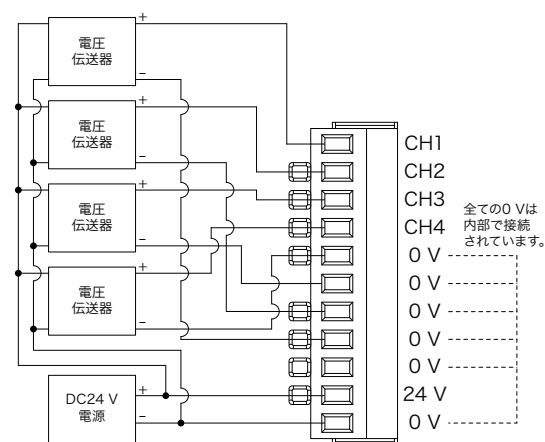 電圧
伝送器
+
−
電圧
伝送器
+
−
電圧
伝送器
+
−
電圧
伝送器
+
−
DC24 V
電源
+
−
CH1
CH2
CH3
CH4
0 V
0 V
0 V
0 V
0 V
24 V
0 V
全ての0 Vは
内部で接続
されています。